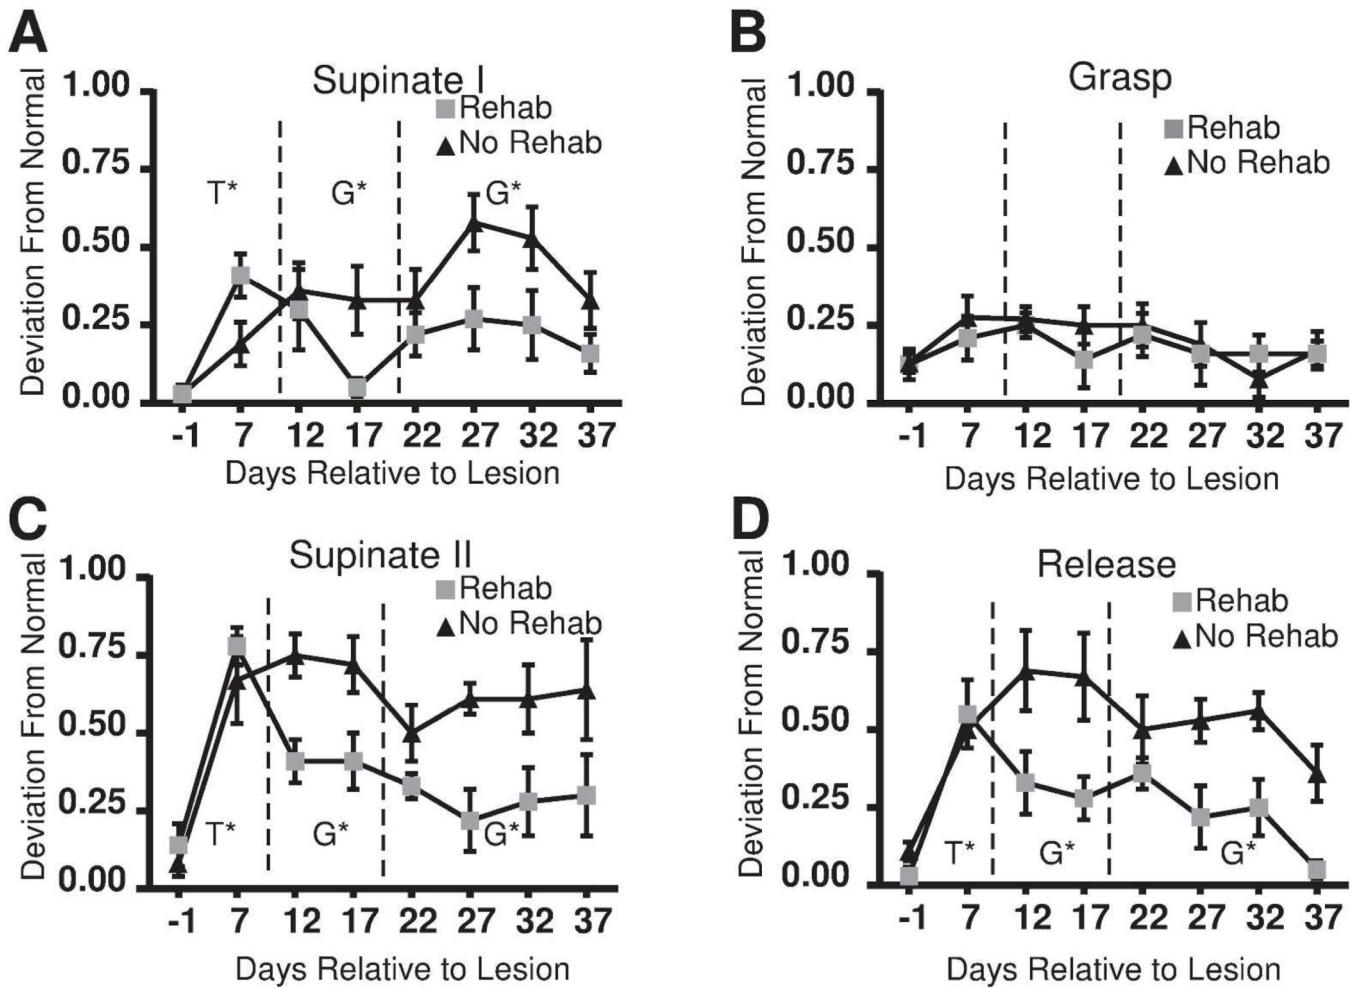 A
Supinate I
Deviation From Normal
1.00
0.75
0.50
0.25
0.00
Rehab
No Rehab
T*
G*
G*
-1 7 12 17 22 27 32 37
Days Relative to Lesion
B
Grasp
Deviation From Normal
1.00
0.75
0.50
0.25
0.00
Rehab
No Rehab
-1 7 12 17 22 27 32 37
Days Relative to Lesion
C
Supinate II
Deviation From Normal
1.00
0.75
0.50
0.25
0.00
Rehab
No Rehab
T*
G*
G*
-1 7 12 17 22 27 32 37
Days Relative to Lesion
D
Release
Deviation From Normal
1.00
0.75
0.50
0.25
0.00
Rehab
No Rehab
T*
G*
G*
-1 7 12 17 22 27 32 37
Days Relative to Lesion